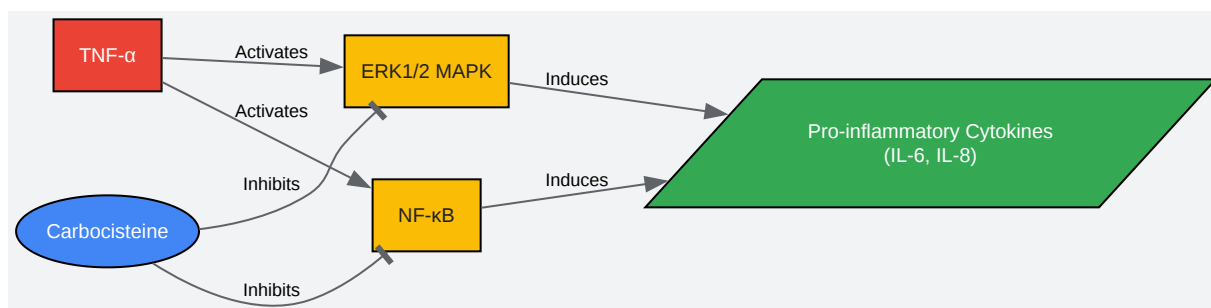 TNF-α
Activates
ERK1/2 MAPK
Induces
Activates
Pro-inflammatory Cytokines
(IL-6, IL-8)
Inhibits
Induces
NF-κB
Carbocisteine
Inhibits